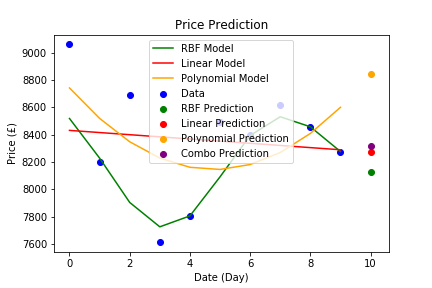 Price Prediction
9000
8800
8600
8400
8200
8000
7800
7600
Price (£)
RBF Model
Linear Model
Polynomial Model
Data
RBF Prediction
Linear Prediction
Polynomial Prediction
Combo Prediction
0 2 4 6 8 10
Date (Day)